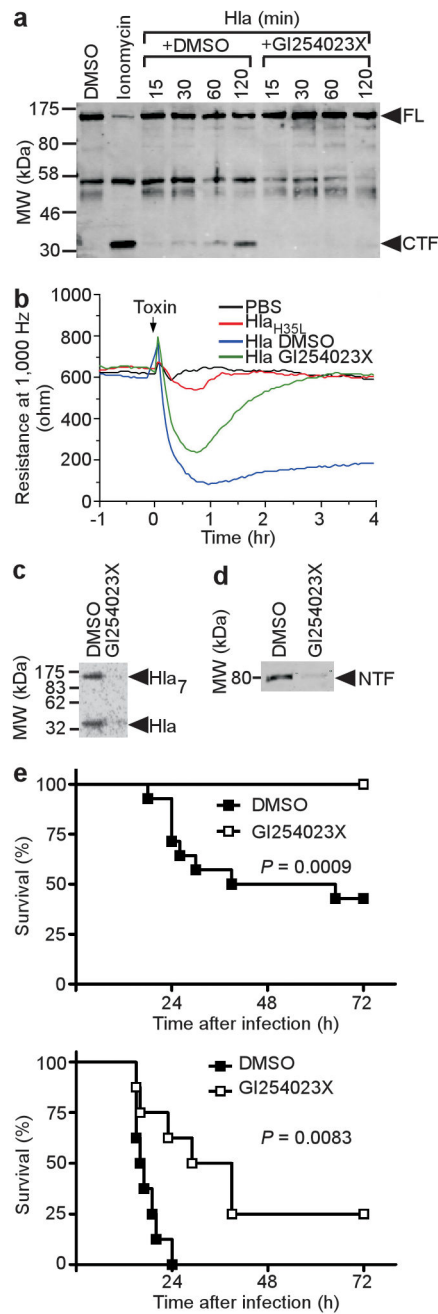 a
Hla (min)
+DMSO +GI254023X
DMSO Ionomycin 15 30 60 120 15 30 60 120
MW (kDa)
175
80
58
46
30
FL
CTF
b
Toxin
PBS
HlaH35L
Hla DMSO
Hla GI254023X
Resistance at 1,000 Hz
(ohm)
1000
800
600
400
200
0
-1 0 1 2 3 4
Time (hr)
c
DMSO
GI254023X
MW (kDa)
175
83
62
32
Hla7
Hla
d
MW (kDa)
DMSO
GI254023X
80
NTF
e
Survival (%)
100
75
50
25
0
DMSO
GI254023X
P = 0.0009
24 48 72
Time after infection (h)
Survival (%)
100
75
50
25
0
DMSO
GI254023X
P = 0.0083
24 48 72
Time after infection (h)